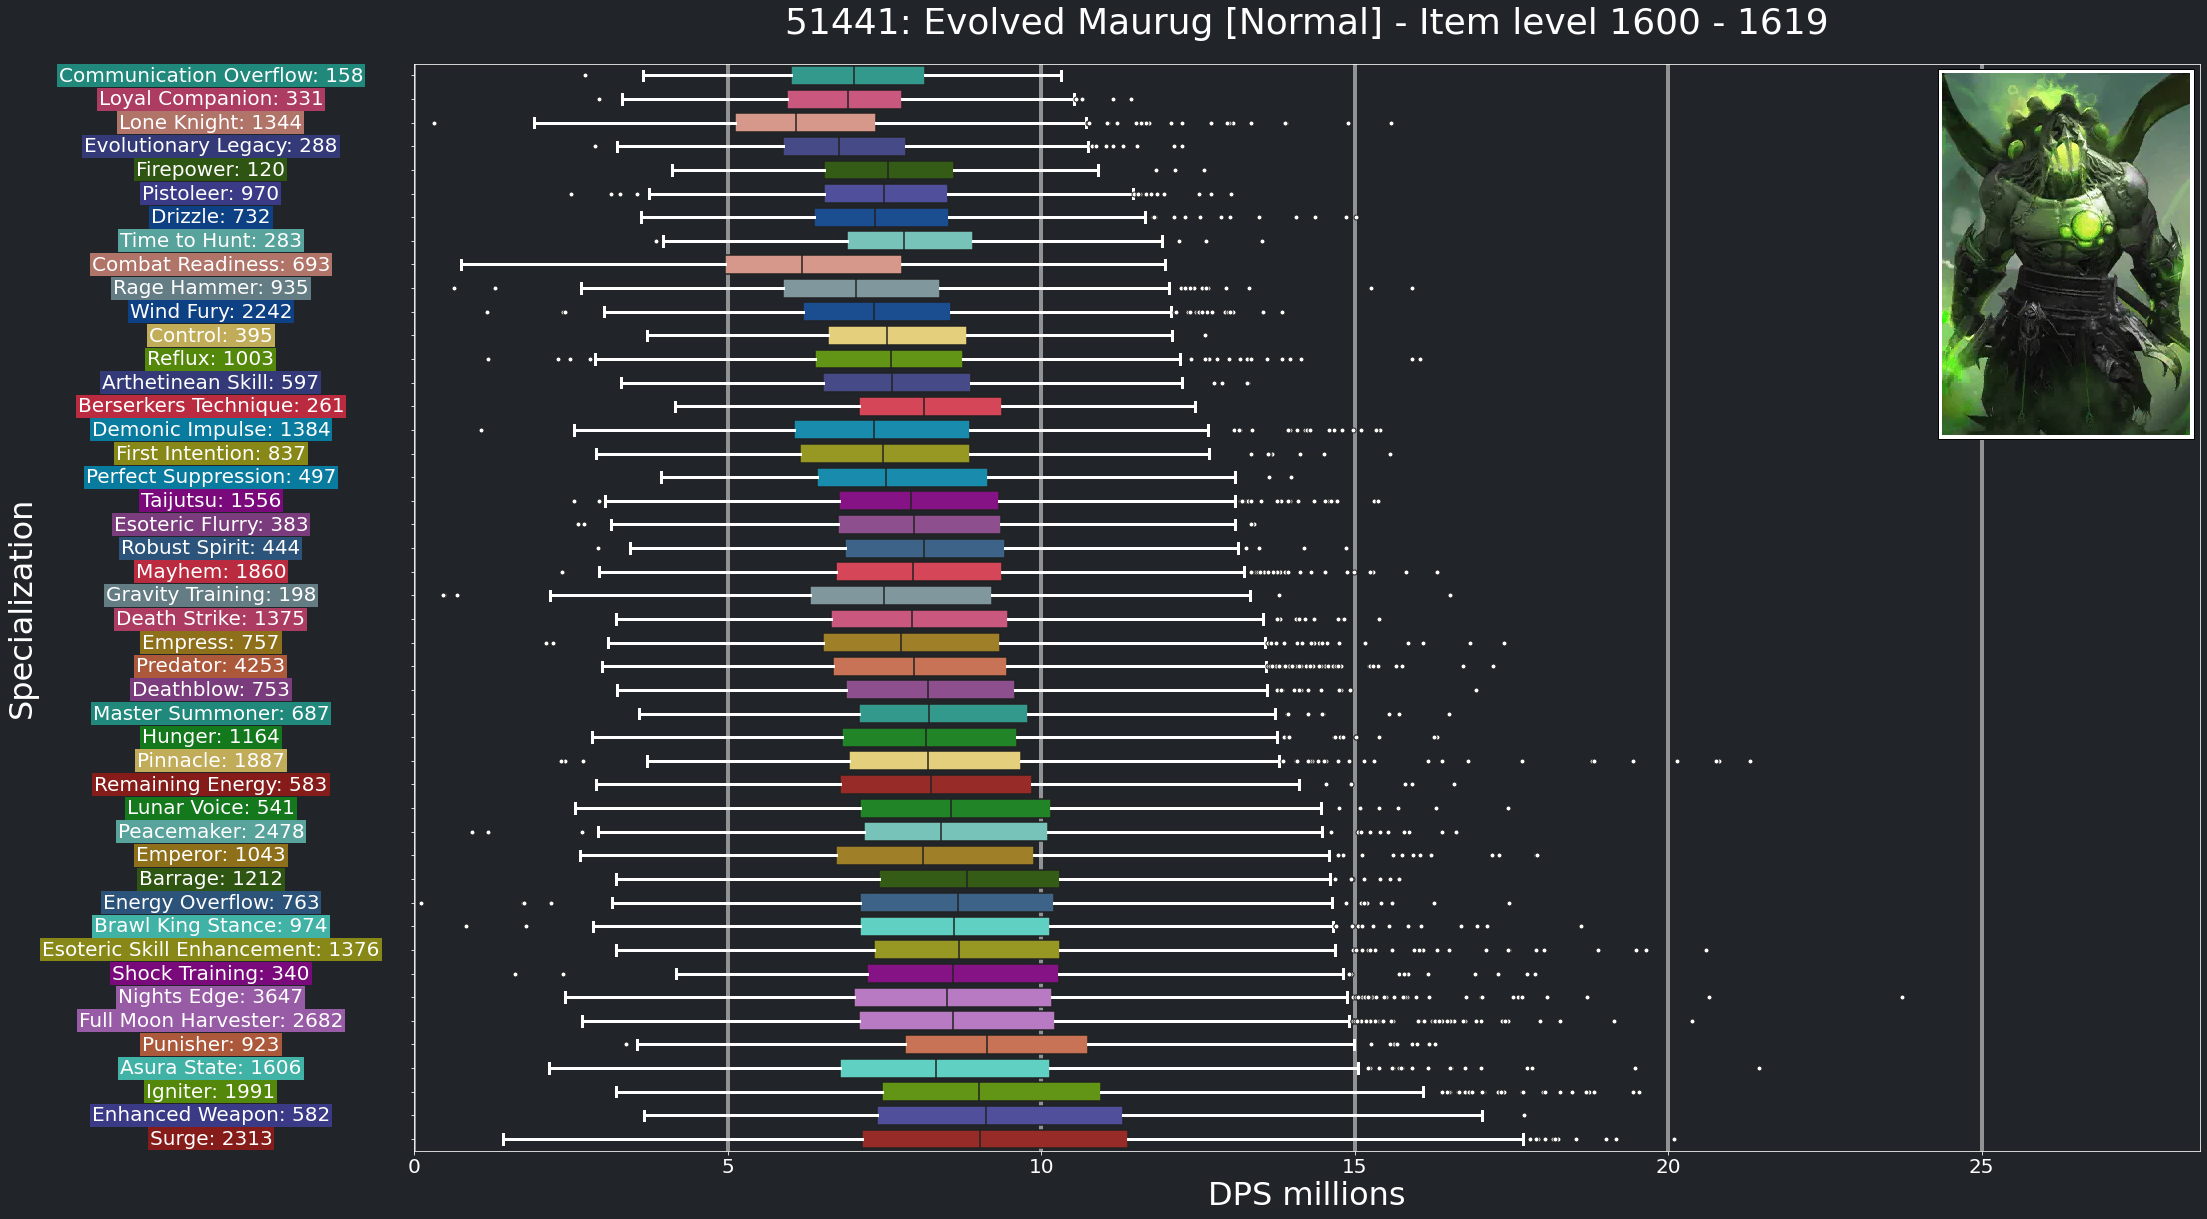 51441: Evolved Maurug [Normal] - Item level 1600 - 1619
Specialization
Communication Overflow: 158
Loyal Companion: 331
Lone Knight: 1344
Evolutionary Legacy: 288
Firepower: 120
Pistoleer: 970
Drizzle: 732
Time to Hunt: 283
Combat Readiness: 693
Rage Hammer: 935
Wind Fury: 2242
Control: 395
Reflux: 1003
Arthetinean Skill: 597
Berserkers Technique: 261
Demonic Impulse: 1384
First Intention: 837
Perfect Suppression: 497
Taijutsu: 1556
Esoteric Flurry: 383
Robust Spirit: 444
Mayhem: 1860
Gravity Training: 198
Death Strike: 1375
Empress: 757
Predator: 4253
Deathblow: 753
Master Summoner: 687
Hunger: 1164
Pinnacle: 1887
Remaining Energy: 583
Lunar Voice: 541
Peacemaker: 2478
Emperor: 1043
Barrage: 1212
Energy Overflow: 763
Brawl King Stance: 974
Esoteric Skill Enhancement: 1376
Shock Training: 340
Nights Edge: 3647
Full Moon Harvester: 2682
Punisher: 923
Asura State: 1606
Igniter: 1991
Enhanced Weapon: 582
Surge: 2313
0 5 10 15 20 25
DPS millions